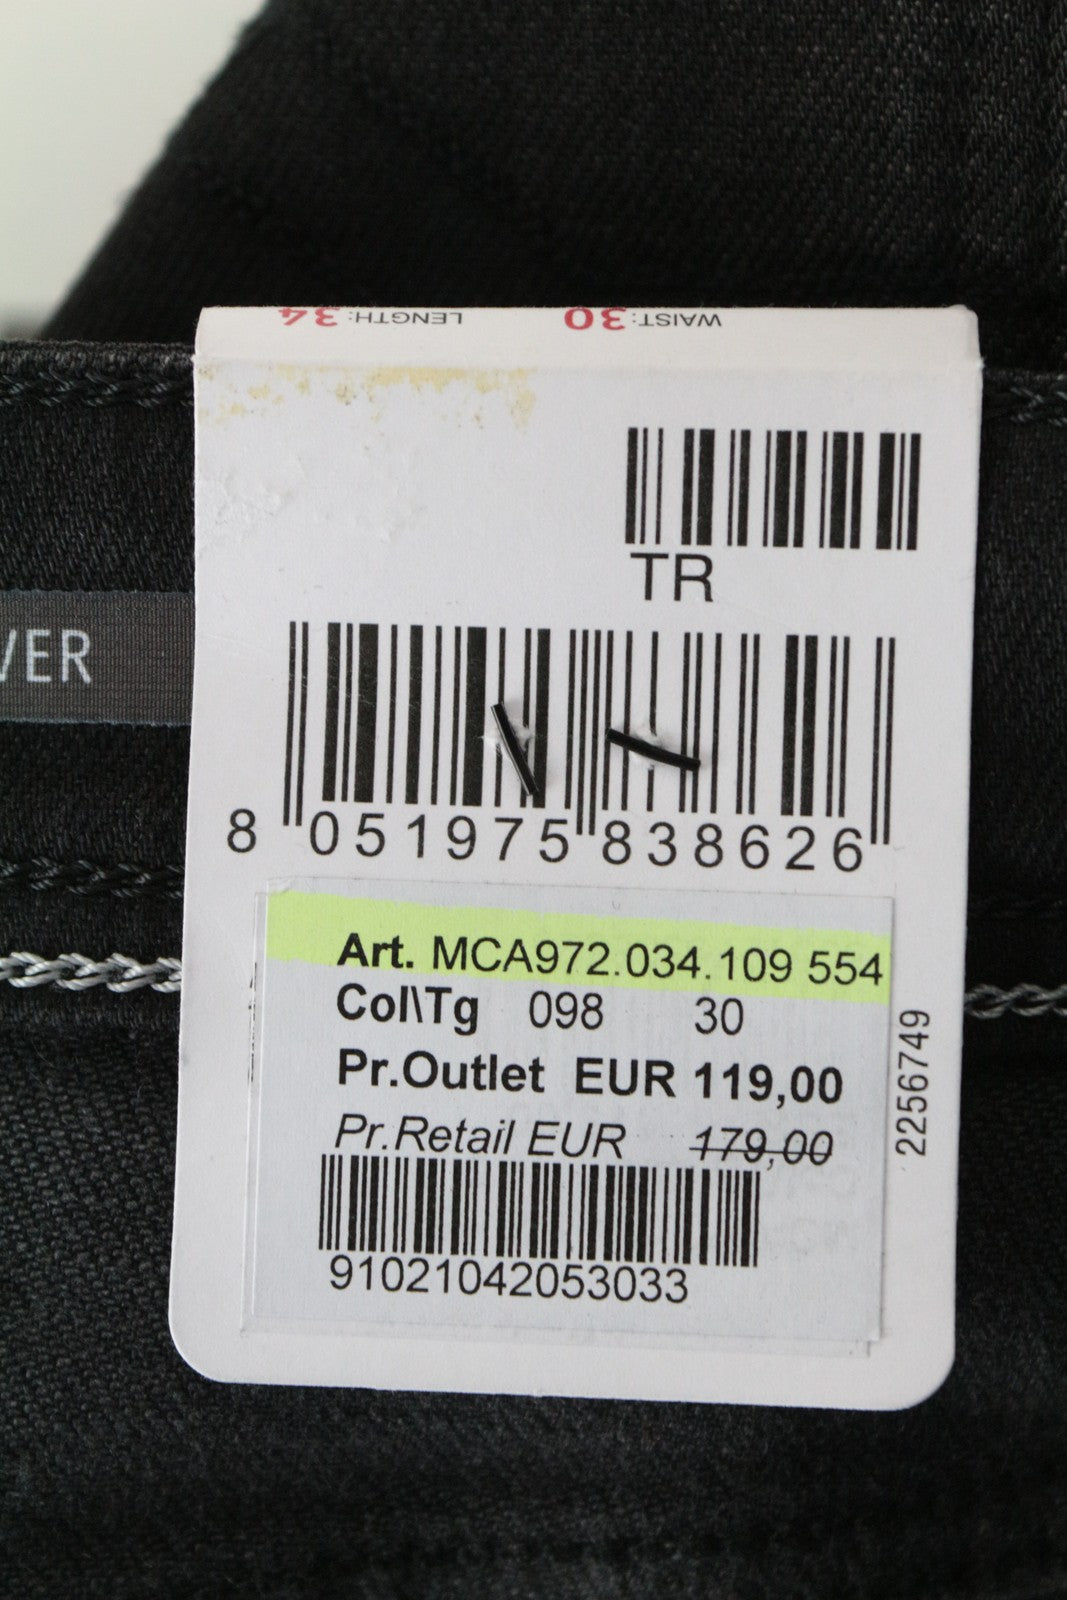 WAIST:30 LENGTH:34
TR
VER
8 051975 838626
Art. MCA972.034.109 554
Col\Tg 098 30
Pr.Outlet EUR 119,00
Pr.Retail EUR 179,00
91021042053033
2256749